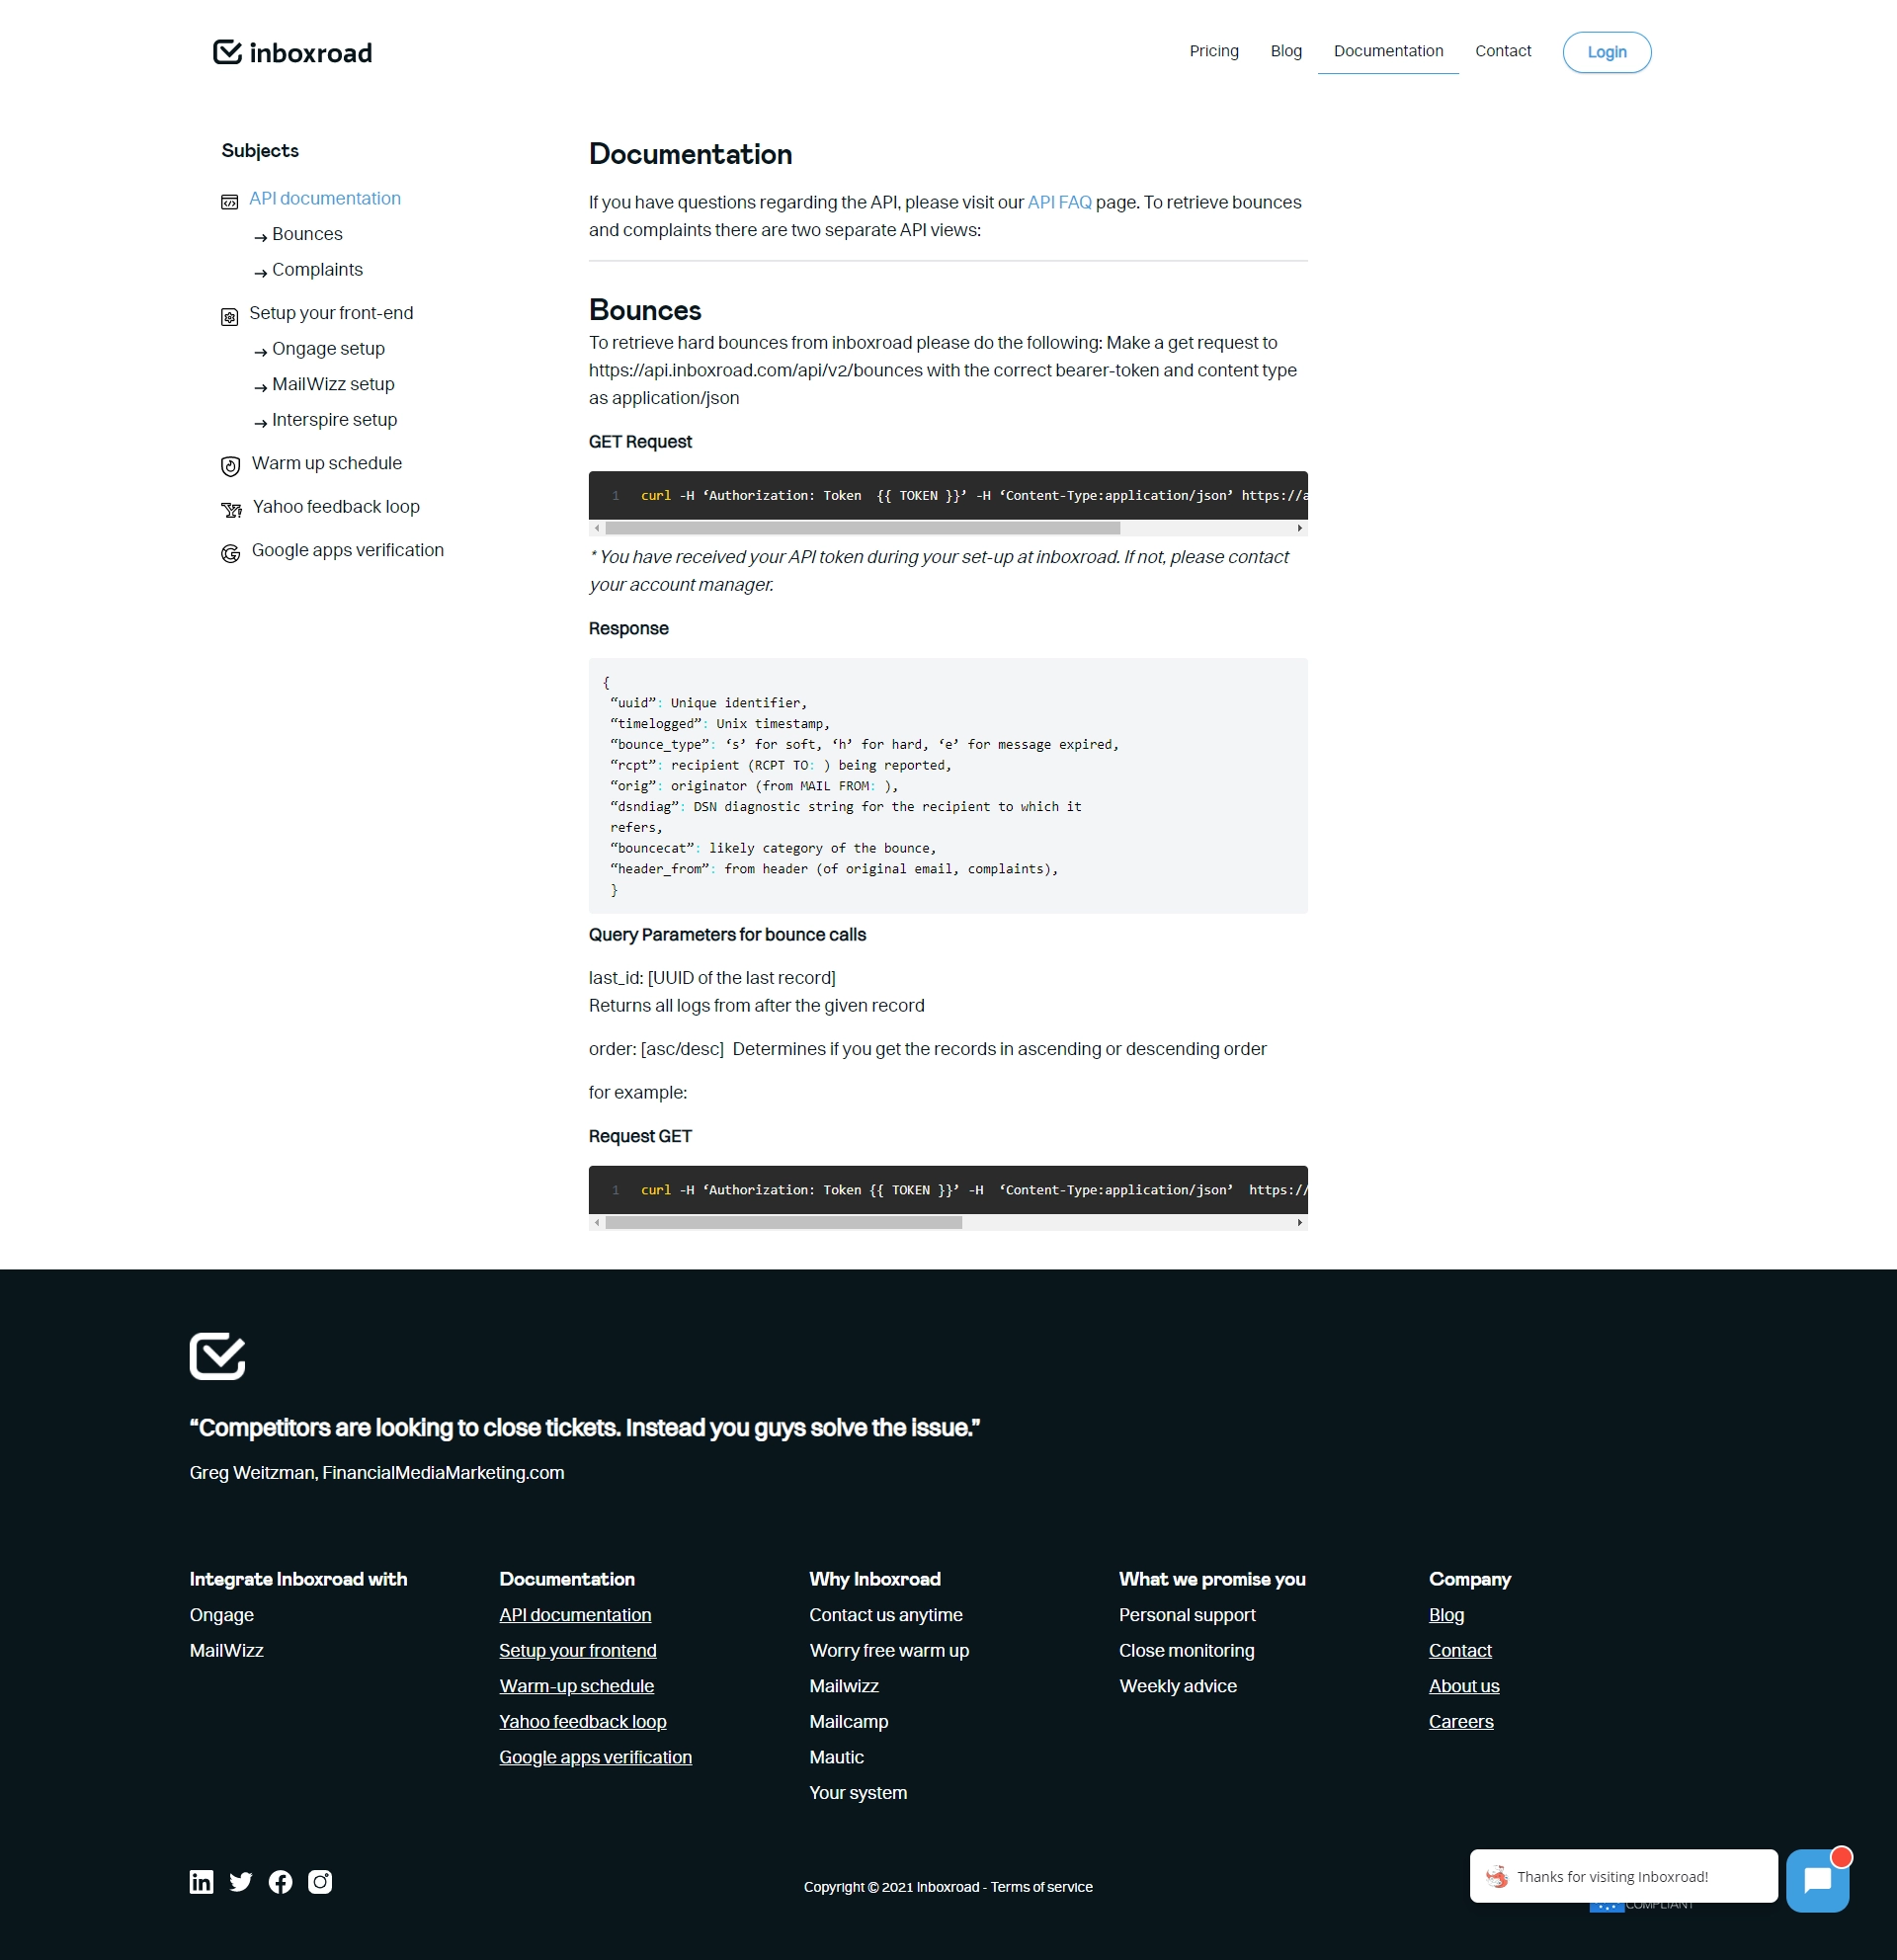 inboxroad
Pricing
Blog
Documentation
Contact
Login
Subjects
API documentation
→ Bounces
→ Complaints
Setup your front-end
→ Ongage setup
→ MailWizz setup
→ Interspire setup
Warm up schedule
Yahoo feedback loop
Google apps verification
Documentation
If you have questions regarding the API, please visit our API FAQ page. To retrieve bounces
and complaints there are two separate API views:
Bounces
To retrieve hard bounces from inboxroad please do the following: Make a get request to
https://api.inboxroad.com/api/v2/bounces with the correct bearer-token and content type
as application/json
GET Request
1 curl -H ‘Authorization: Token  {{ TOKEN }}’ -H ‘Content-Type:application/json’ https://a
* You have received your API token during your set-up at inboxroad. If not, please contact
your account manager.
Response
{
“uuid”: Unique identifier,
“timelogged”: Unix timestamp,
“bounce_type”: ‘s’ for soft, ‘h’ for hard, ‘e’ for message expired,
“rcpt”: recipient (RCPT TO: ) being reported,
“orig”: originator (from MAIL FROM: ),
“dsndiag”: DSN diagnostic string for the recipient to which it
refers,
“bouncecat”: likely category of the bounce,
“header_from”: from header (of original email, complaints),
}
Query Parameters for bounce calls
last_id: [UUID of the last record]
Returns all logs from after the given record
order: [asc/desc]  Determines if you get the records in ascending or descending order
for example:
Request GET
1 curl -H ‘Authorization: Token {{ TOKEN }}’ -H  ‘Content-Type:application/json’  https://
“Competitors are looking to close tickets. Instead you guys solve the issue.”
Greg Weitzman, FinancialMediaMarketing.com
Integrate Inboxroad with
Ongage
MailWizz
Documentation
API documentation
Setup your frontend
Warm-up schedule
Yahoo feedback loop
Google apps verification
Why Inboxroad
Contact us anytime
Worry free warm up
Mailwizz
Mailcamp
Mautic
Your system
What we promise you
Personal support
Close monitoring
Weekly advice
Company
Blog
Contact
About us
Careers
Copyright © 2021 Inboxroad - Terms of service
Thanks for visiting Inboxroad!
COMPLIANT